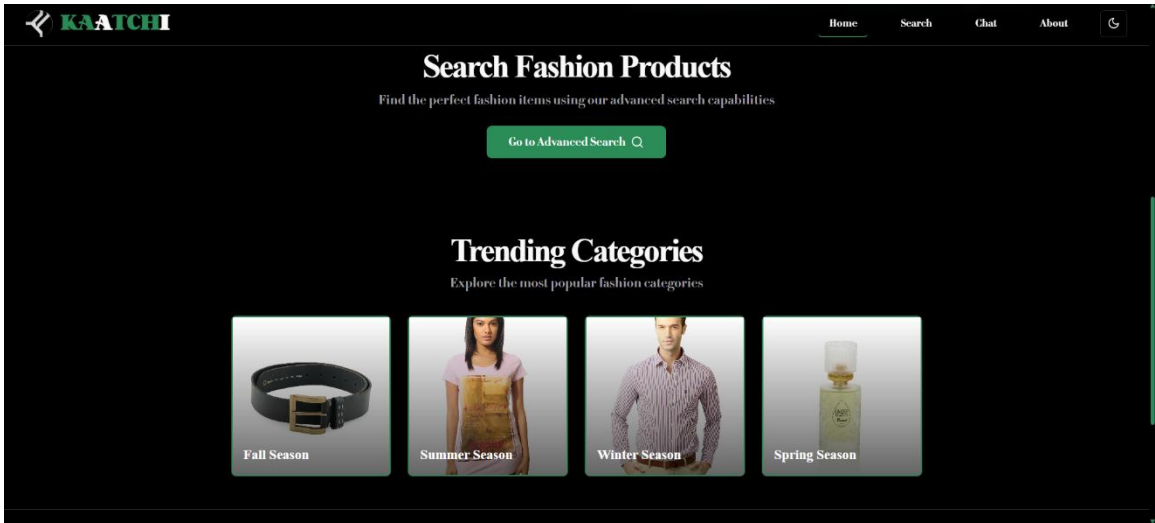 KAATCHI
Home Search Chat About
Search Fashion Products
Find the perfect fashion items using our advanced search capabilities
Go to Advanced Search
Trending Categories
Explore the most popular fashion categories
Fall Season Summer Season Winter Season Spring Season